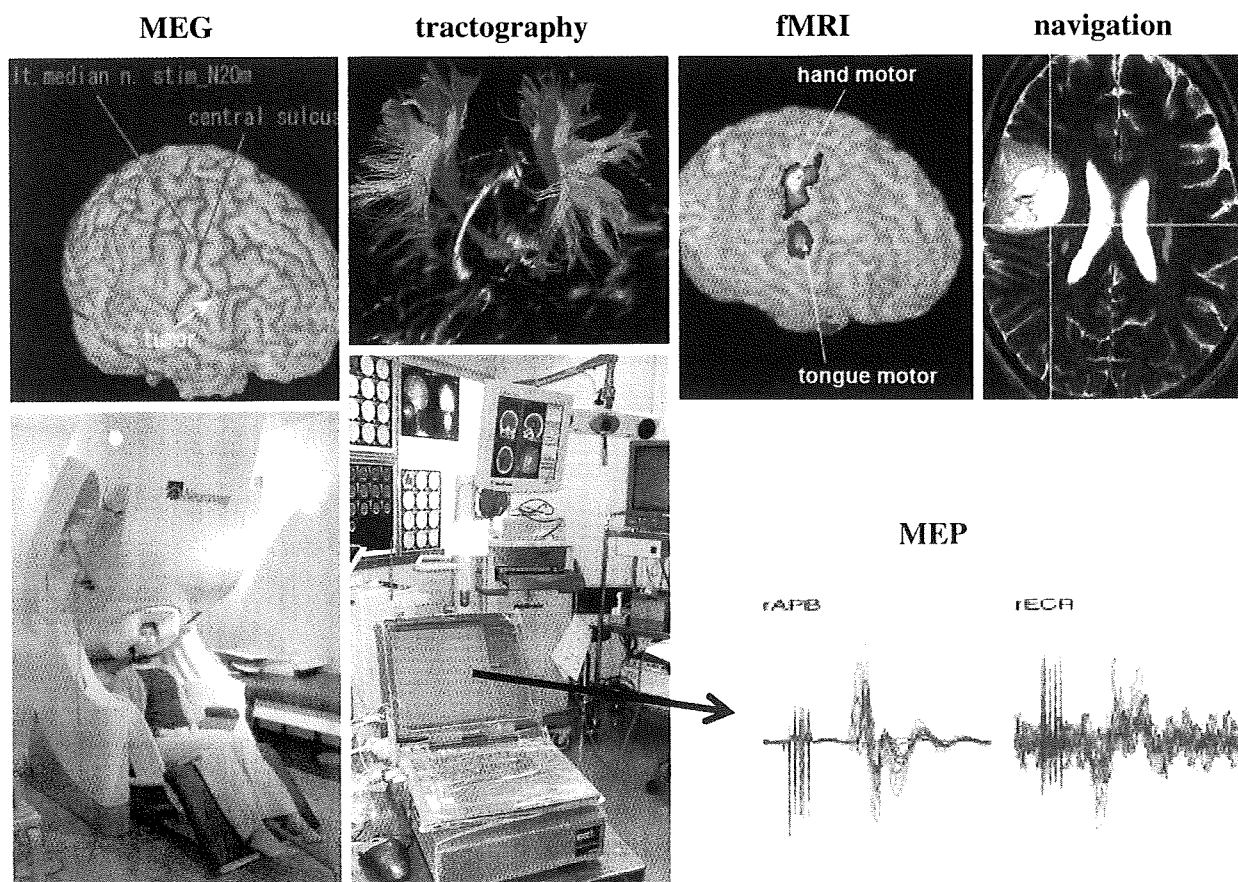 MEG
tractography
fMRI
navigation
lt.median n. stim_N20m
central sulcus
tumor
hand motor
tongue motor
MEP
rAPB
rECR